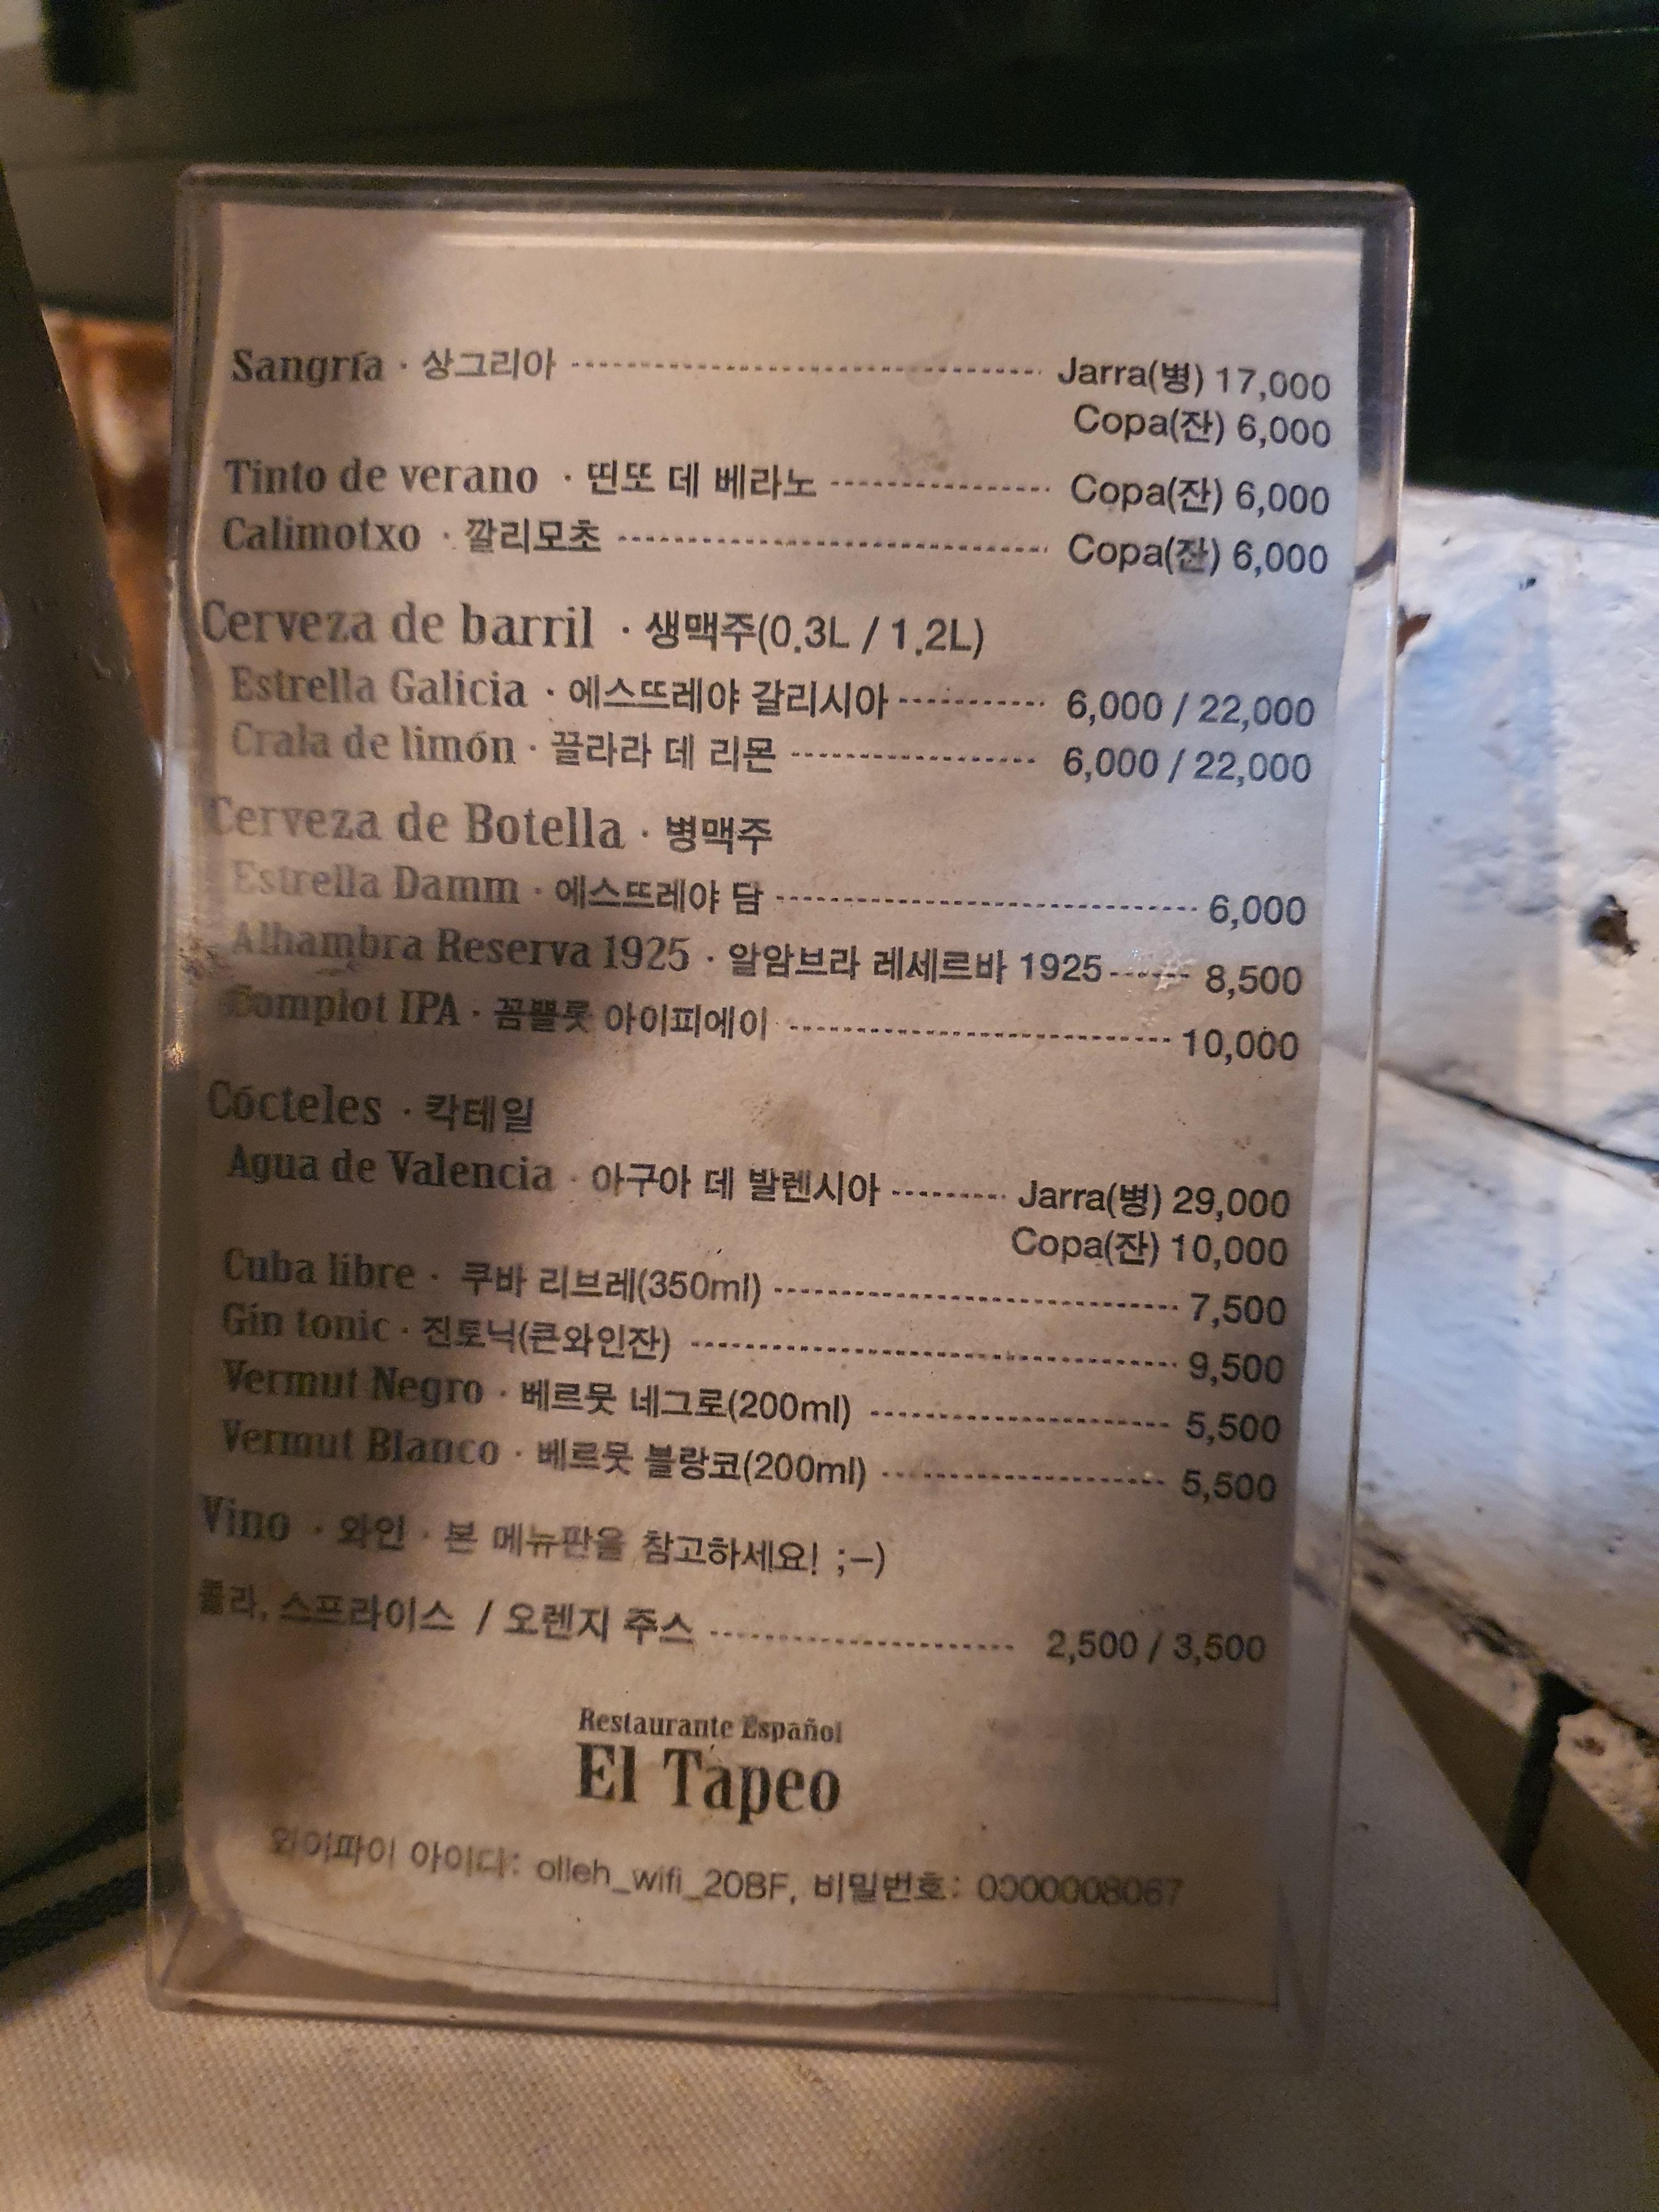 Sangría · 상그리아 ------------------------------ Jarra(병) 17,000
Copa(잔) 6,000
Tinto de verano · 띤또 데 베라노 -------------- Copa(잔) 6,000
Calimotxo · 깔리모초 --------------------------- Copa(잔) 6,000
Cerveza de barril · 생맥주(0.3L / 1.2L)
Estrella Galicia · 에스뜨레야 갈리시아---------- 6,000 / 22,000
Crala de limón · 끌라라 데 리몬 ---------------- 6,000 / 22,000
Cerveza de Botella · 병맥주
Estrella Damm · 에스뜨레야 담 --------------------------- 6,000
Alhambra Reserva 1925 · 알암브라 레세르바 1925------ 8,500
Complot IPA · 꼼쁠롯 아이피에이 ------------------------ 10,000
Cócteles · 칵테일
Agua de Valencia · 아구아 데 발렌시아 -------- Jarra(병) 29,000
Copa(잔) 10,000
Cuba libre · 쿠바 리브레(350ml) -------------------------- 7,500
Gin tonic · 진토닉(큰와인잔) ------------------------------- 9,500
Vermut Negro · 베르뭇 네그로(200ml) ------------------- 5,500
Vermut Blanco · 베르뭇 블랑코(200ml) ------------------ 5,500
Vino · 와인 · 본 메뉴판을 참고하세요! ;-)
콜라, 스프라이스 / 오렌지 주스 -------------------- 2,500 / 3,500
Restaurante Español
El Tapeo
와이파이 아이디: olleh_wifi_20BF, 비밀번호: 0000008067